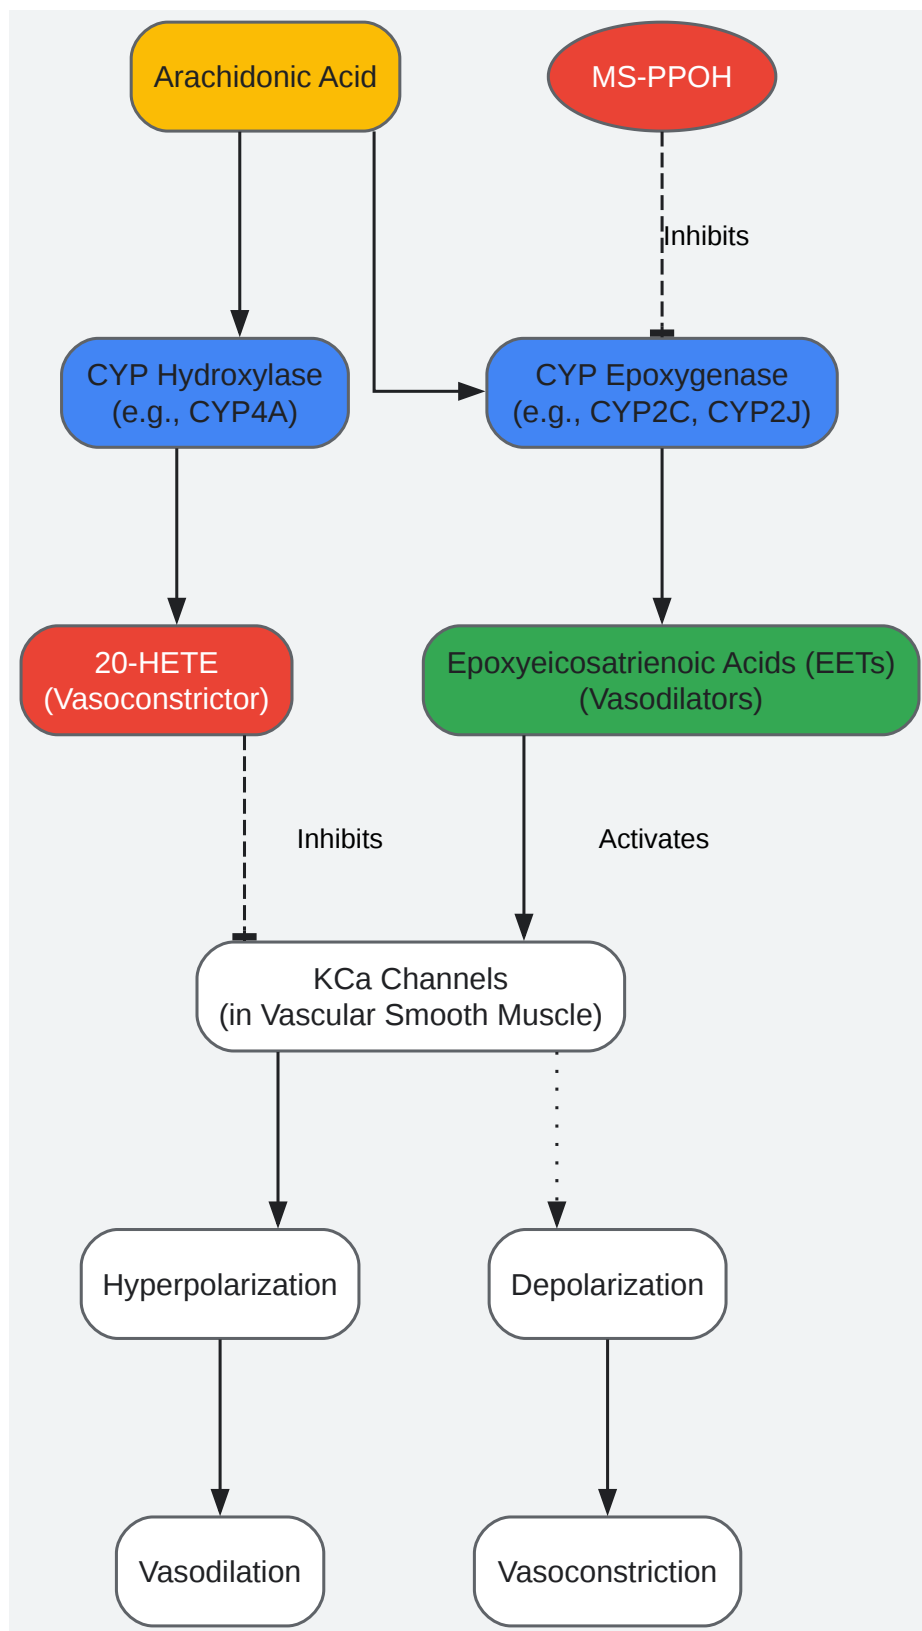 Arachidonic Acid
MS-PPOH
Inhibits
CYP Hydroxylase
(e.g., CYP4A)
CYP Epoxygenase
(e.g., CYP2C, CYP2J)
20-HETE
(Vasoconstrictor)
Epoxyeicosatrienoic Acids (EETs)
(Vasodilators)
Inhibits
Activates
KCa Channels
(in Vascular Smooth Muscle)
Hyperpolarization
Depolarization
Vasodilation
Vasoconstriction